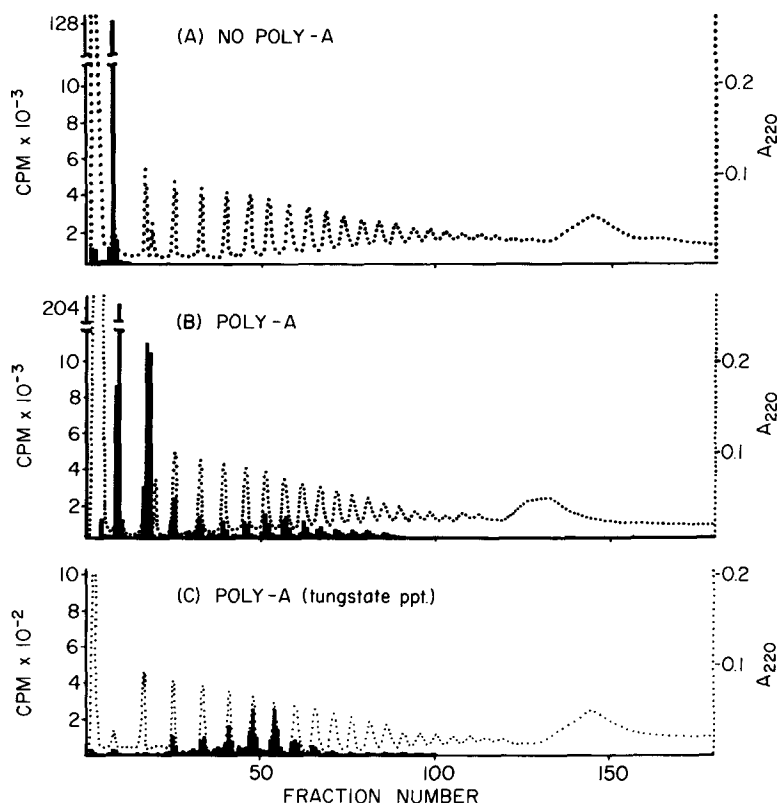 (A) NO POLY-A
128
10
8
6
4
2
CPM x 10⁻³
0.2
0.1
A₂₂₀
(B) POLY-A
204
10
8
6
4
2
CPM x 10⁻³
0.2
0.1
A₂₂₀
(C) POLY-A (tungstate ppt.)
10
8
6
4
2
CPM x 10⁻²
0.2
0.1
A₂₂₀
50 100 150
FRACTION NUMBER